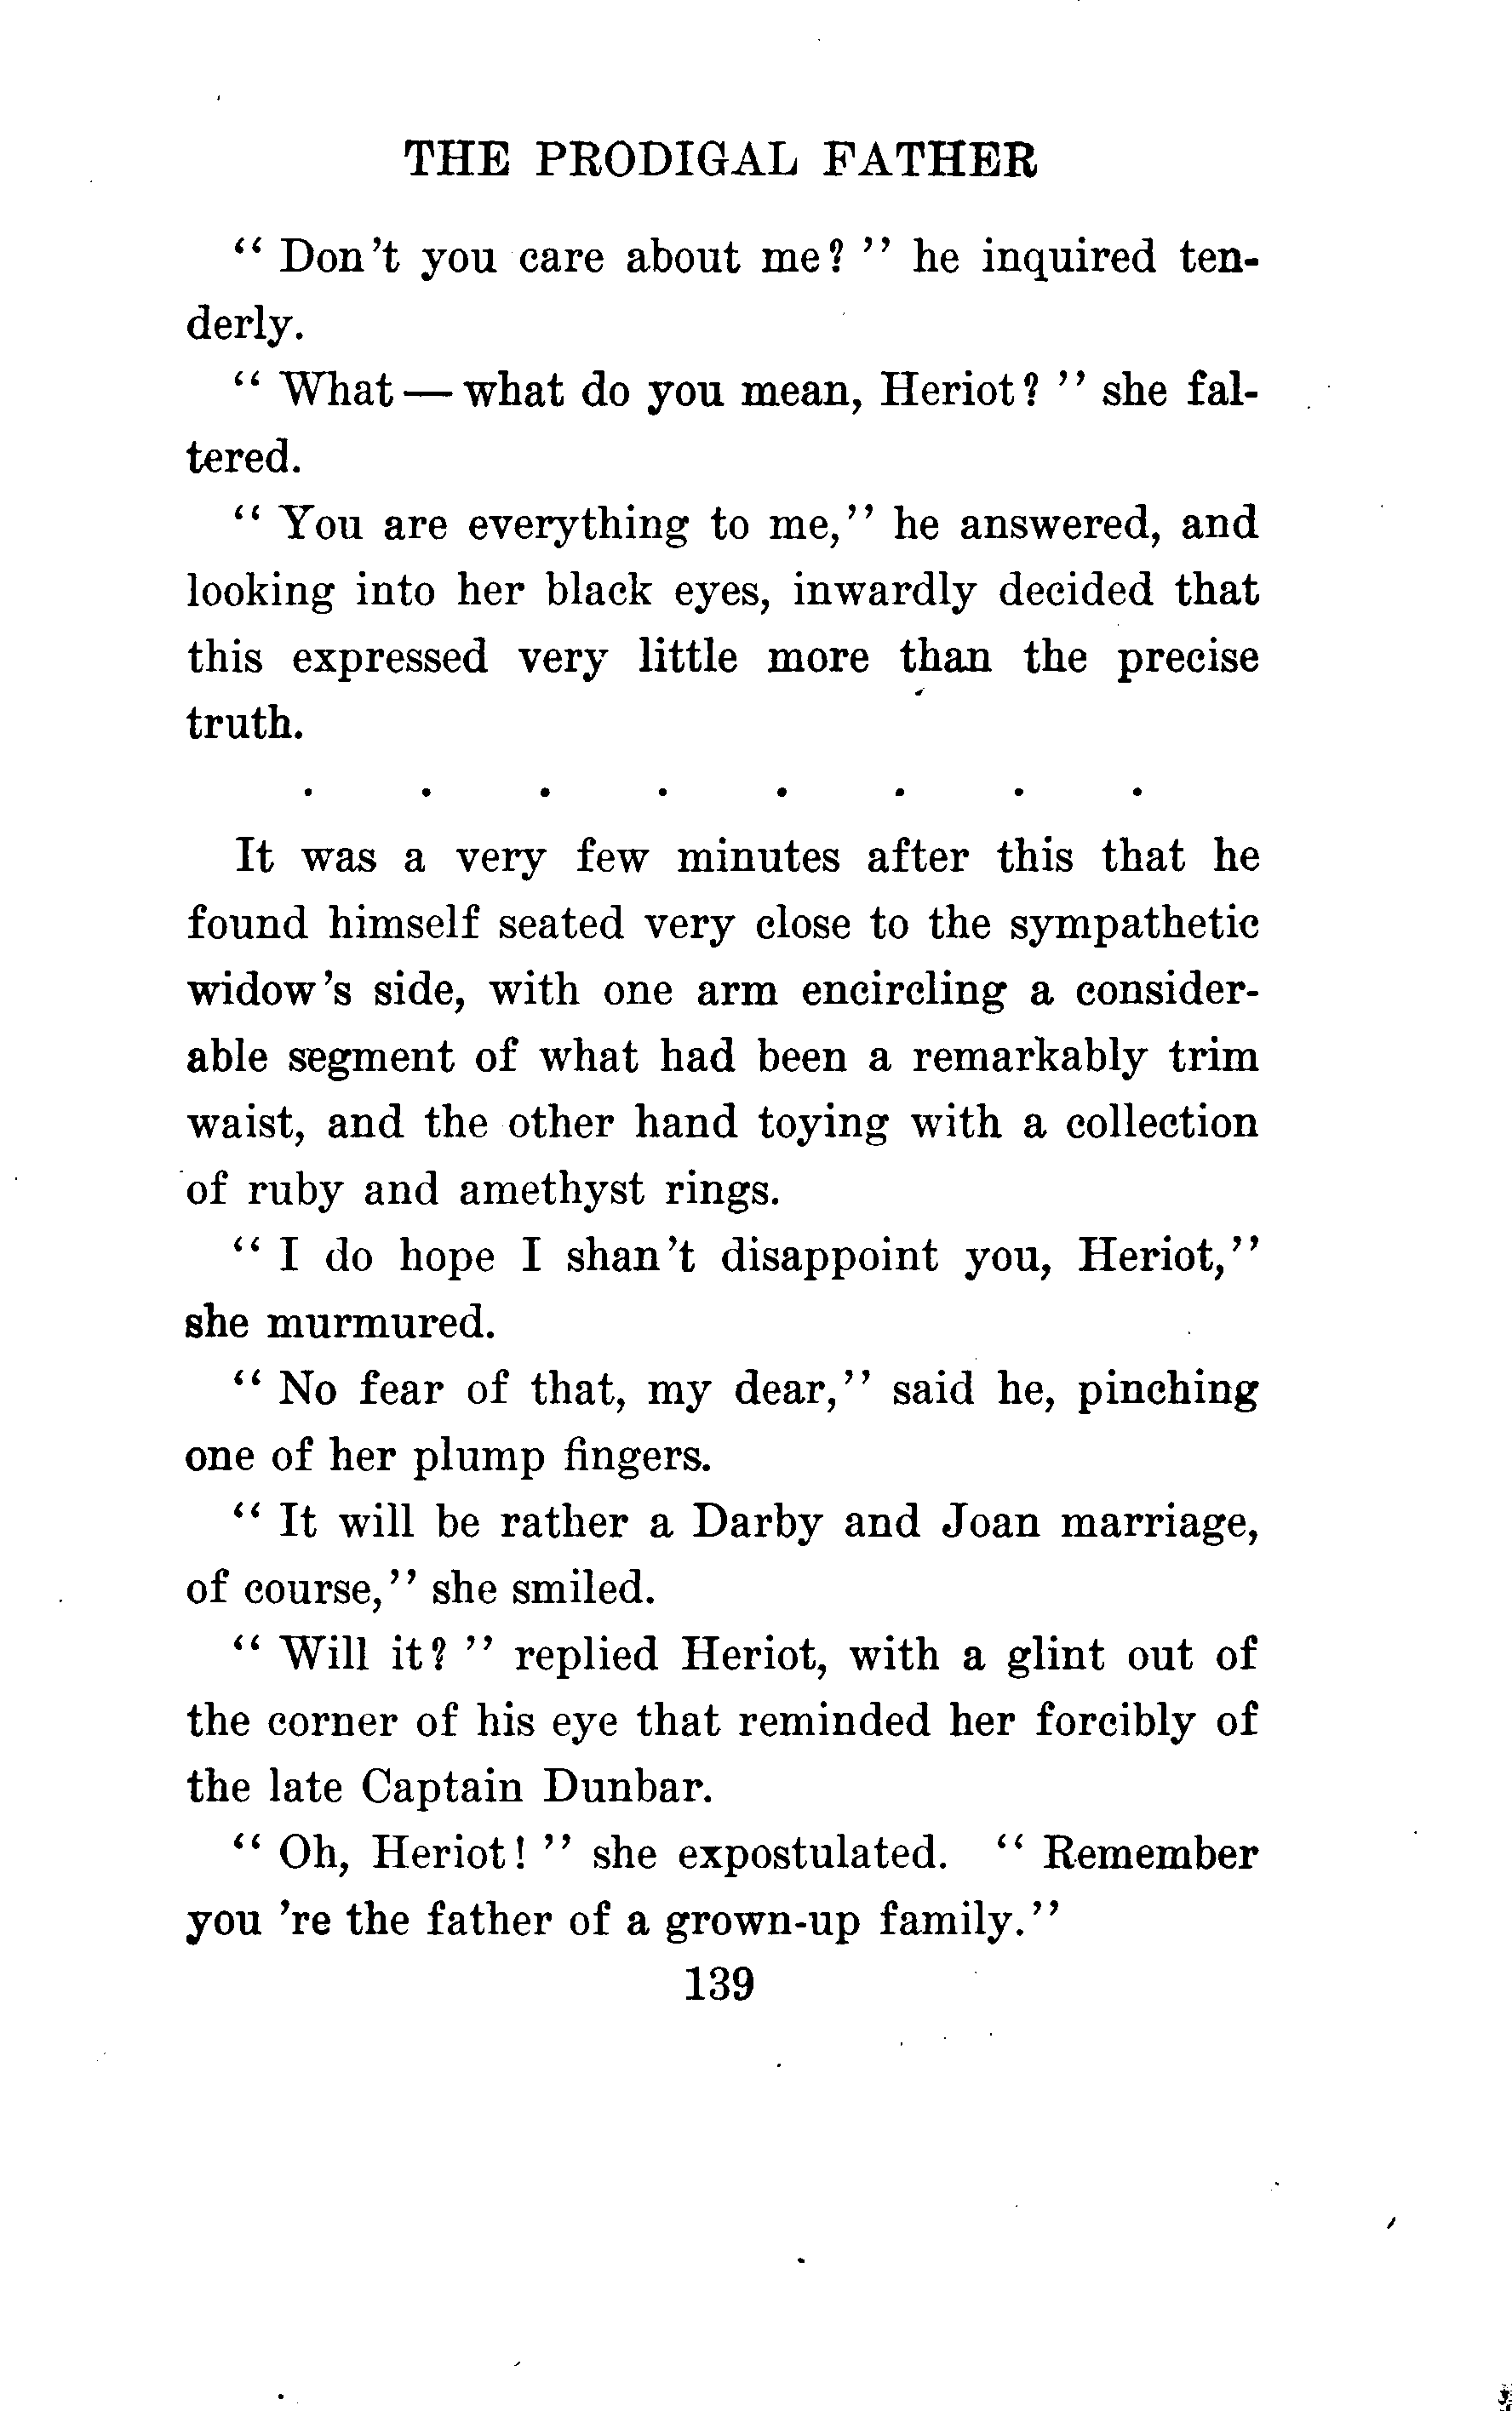 THE PRODIGAL FATHER
“ Don't you care about me? ” he inquired ten-
derly.
“ What — what do you mean, Heriot? ” she fal-
tered.
“ You are everything to me,” he answered, and
looking into her black eyes, inwardly decided that
this expressed very little more than the precise
truth.
. . . . . . . .
It was a very few minutes after this that he
found himself seated very close to the sympathetic
widow's side, with one arm encircling a consider-
able segment of what had been a remarkably trim
waist, and the other hand toying with a collection
of ruby and amethyst rings.
“ I do hope I shan't disappoint you, Heriot,”
she murmured.
“ No fear of that, my dear,” said he, pinching
one of her plump fingers.
“ It will be rather a Darby and Joan marriage,
of course,” she smiled.
“ Will it? ” replied Heriot, with a glint out of
the corner of his eye that reminded her forcibly of
the late Captain Dunbar.
“ Oh, Heriot! ” she expostulated. “ Remember
you 're the father of a grown-up family.”
139